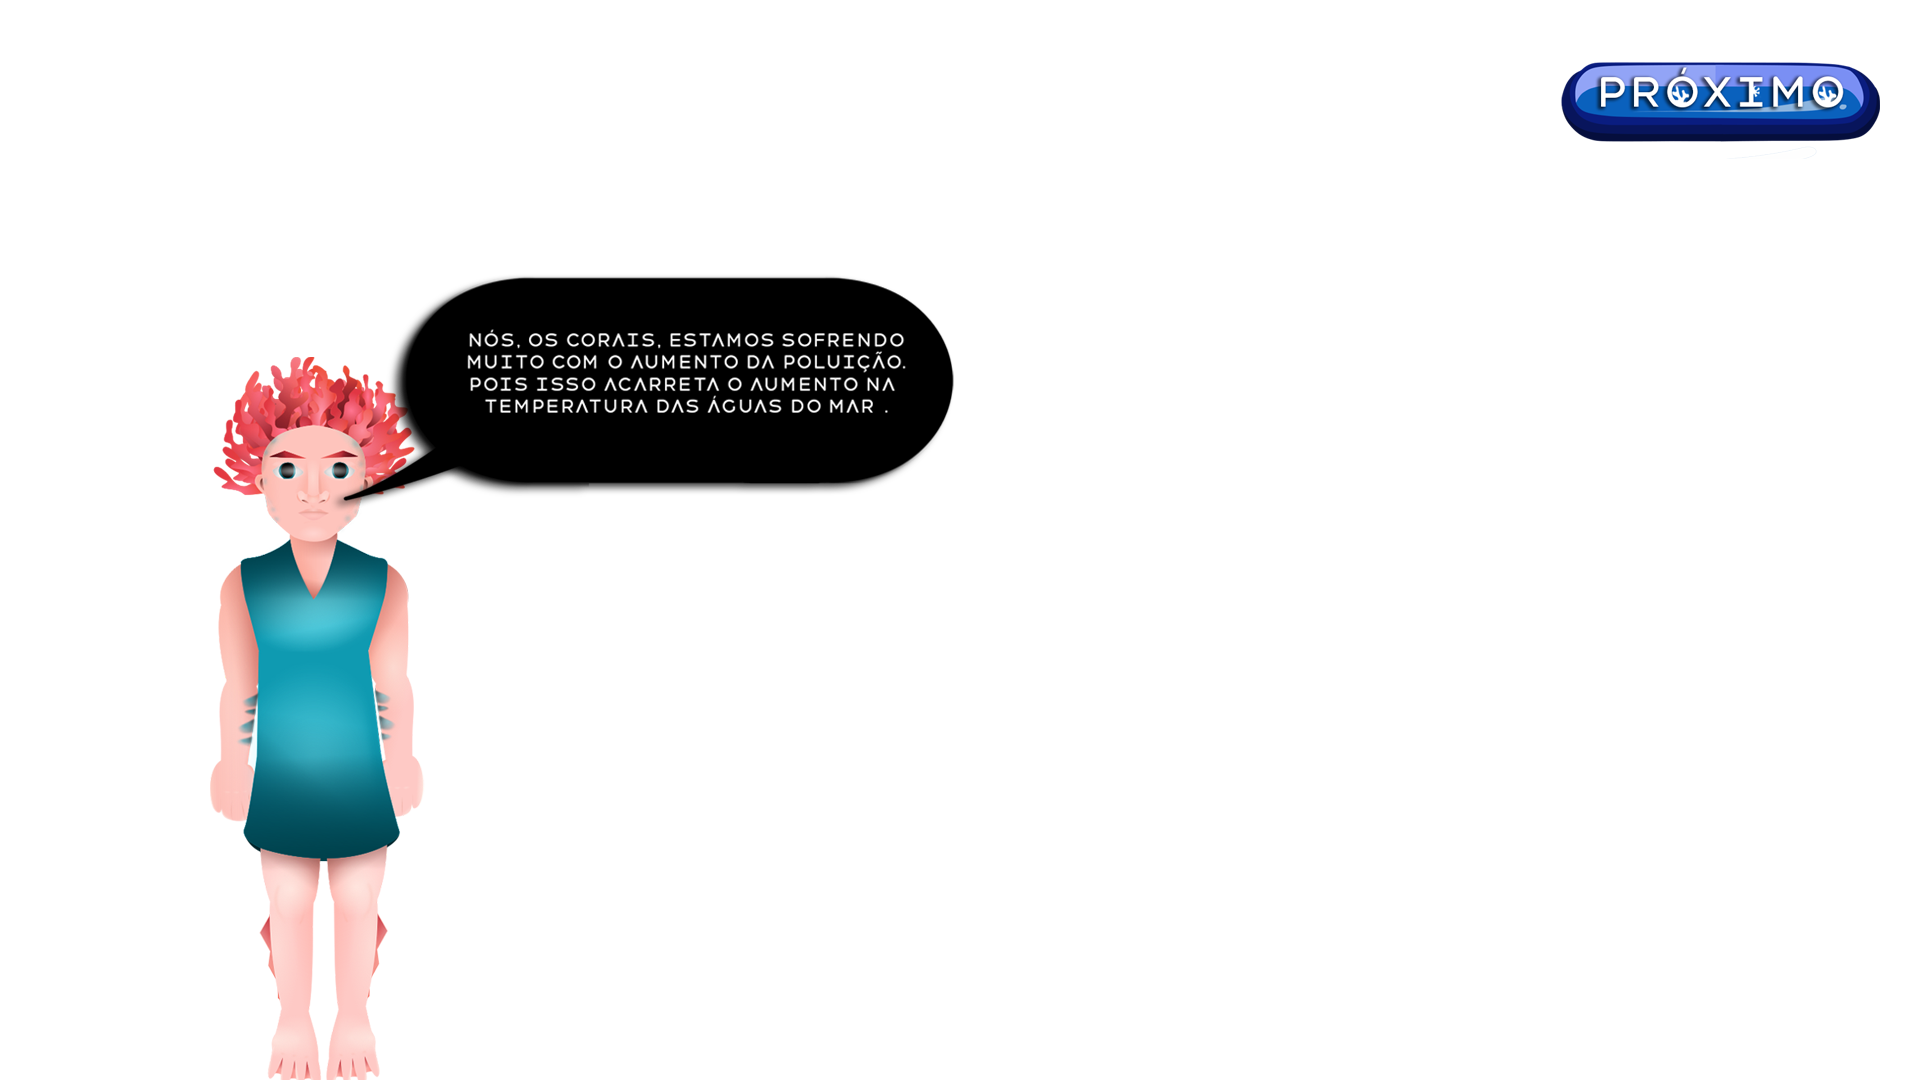 PRÓXIMO
NÓS, OS CORAIS, ESTAMOS SOFRENDO
MUITO COM O AUMENTO DA POLUIÇÃO.
POIS ISSO ACARRETA O AUMENTO NA
TEMPERATURA DAS ÁGUAS DO MAR .